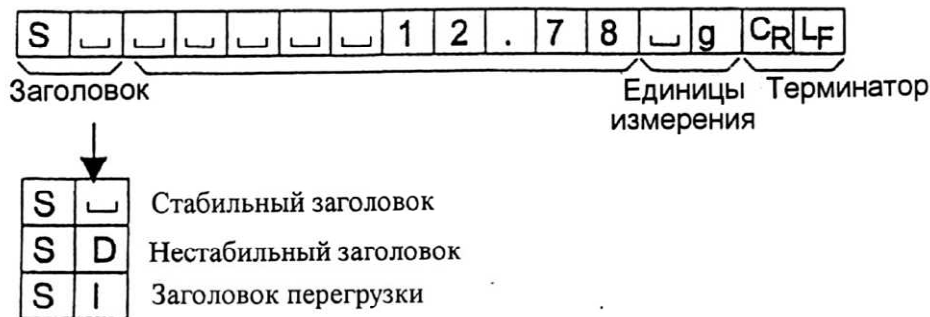 S ␣ ␣ ␣ ␣ ␣ ␣ 1 2 . 7 8 ␣ g CR LF
Заголовок Единицы Терминатор
измерения
S ␣ Стабильный заголовок
S D Нестабильный заголовок
S I Заголовок перегрузки